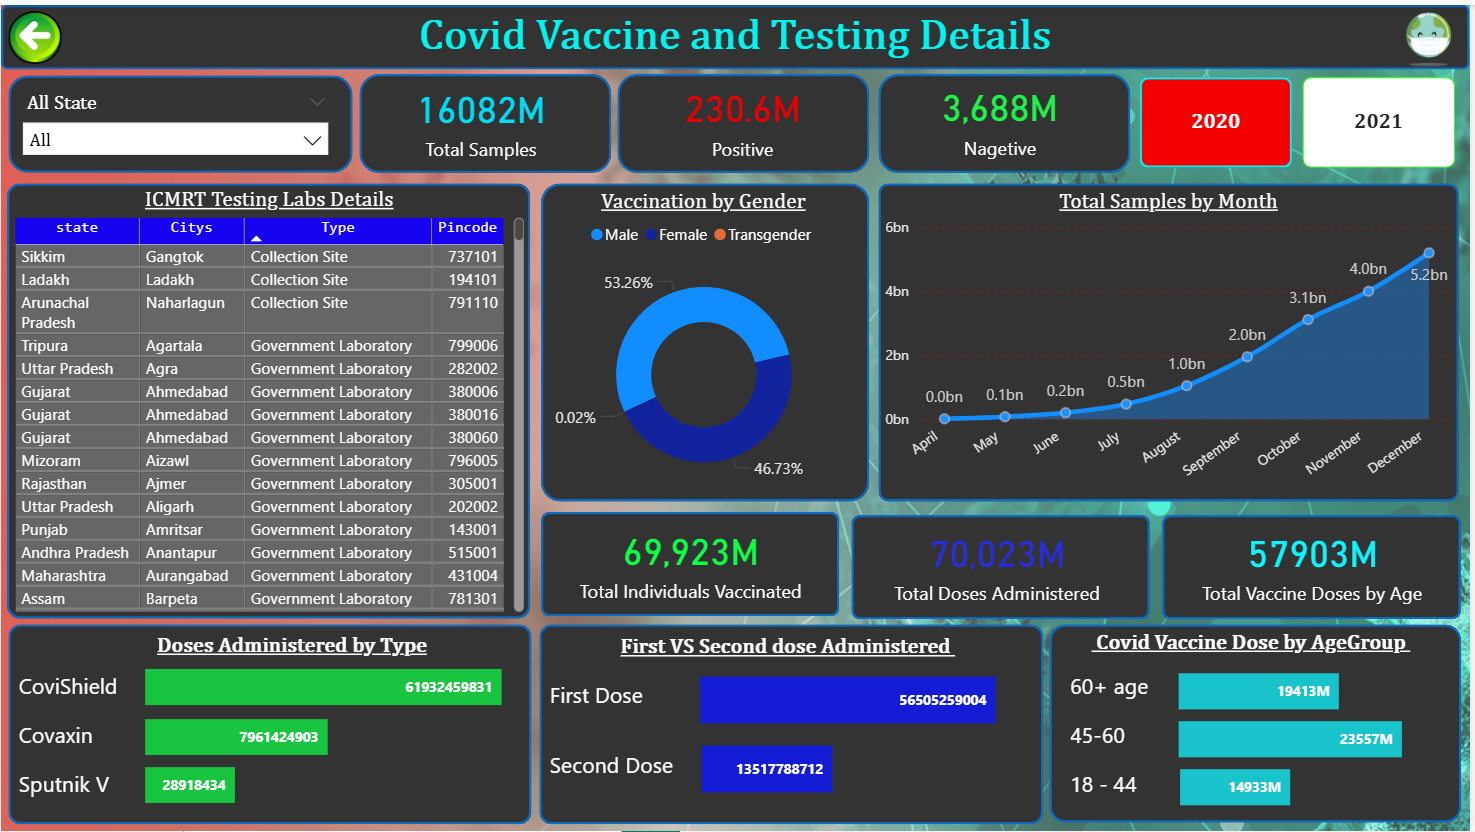 Covid Vaccine and Testing Details
All State
All
16082M
Total Samples
230.6M
Positive
3,688M
Nagetive
2020
2021
ICMRT Testing Labs Details
state Citys Type Pincode
Sikkim Gangtok Collection Site 737101
Ladakh Ladakh Collection Site 194101
Arunachal Naharlagun Collection Site 791110
Pradesh
Tripura Agartala Government Laboratory 799006
Uttar Pradesh Agra Government Laboratory 282002
Gujarat Ahmedabad Government Laboratory 380006
Gujarat Ahmedabad Government Laboratory 380016
Gujarat Ahmedabad Government Laboratory 380060
Mizoram Aizawl Government Laboratory 796005
Rajasthan Ajmer Government Laboratory 305001
Uttar Pradesh Aligarh Government Laboratory 202002
Punjab Amritsar Government Laboratory 143001
Andhra Pradesh Anantapur Government Laboratory 515001
Maharashtra Aurangabad Government Laboratory 431004
Assam Barpeta Government Laboratory 781301
Vaccination by Gender
Male Female Transgender
53.26%
0.02%
46.73%
Total Samples by Month
6bn
4bn
2bn
0bn
0.0bn
0.1bn
0.2bn
0.5bn
1.0bn
2.0bn
3.1bn
4.0bn
5.2bn
April
May
June
July
August
September
October
November
December
69,923M
Total Individuals Vaccinated
70,023M
Total Doses Administered
57903M
Total Vaccine Doses by Age
Doses Administered by Type
CoviShield 61932459831
Covaxin 7961424903
Sputnik V 28918434
First VS Second dose Administered
First Dose 56505259004
Second Dose 13517788712
Covid Vaccine Dose by AgeGroup
60+ age 19413M
45-60 23557M
18 - 44 14933M